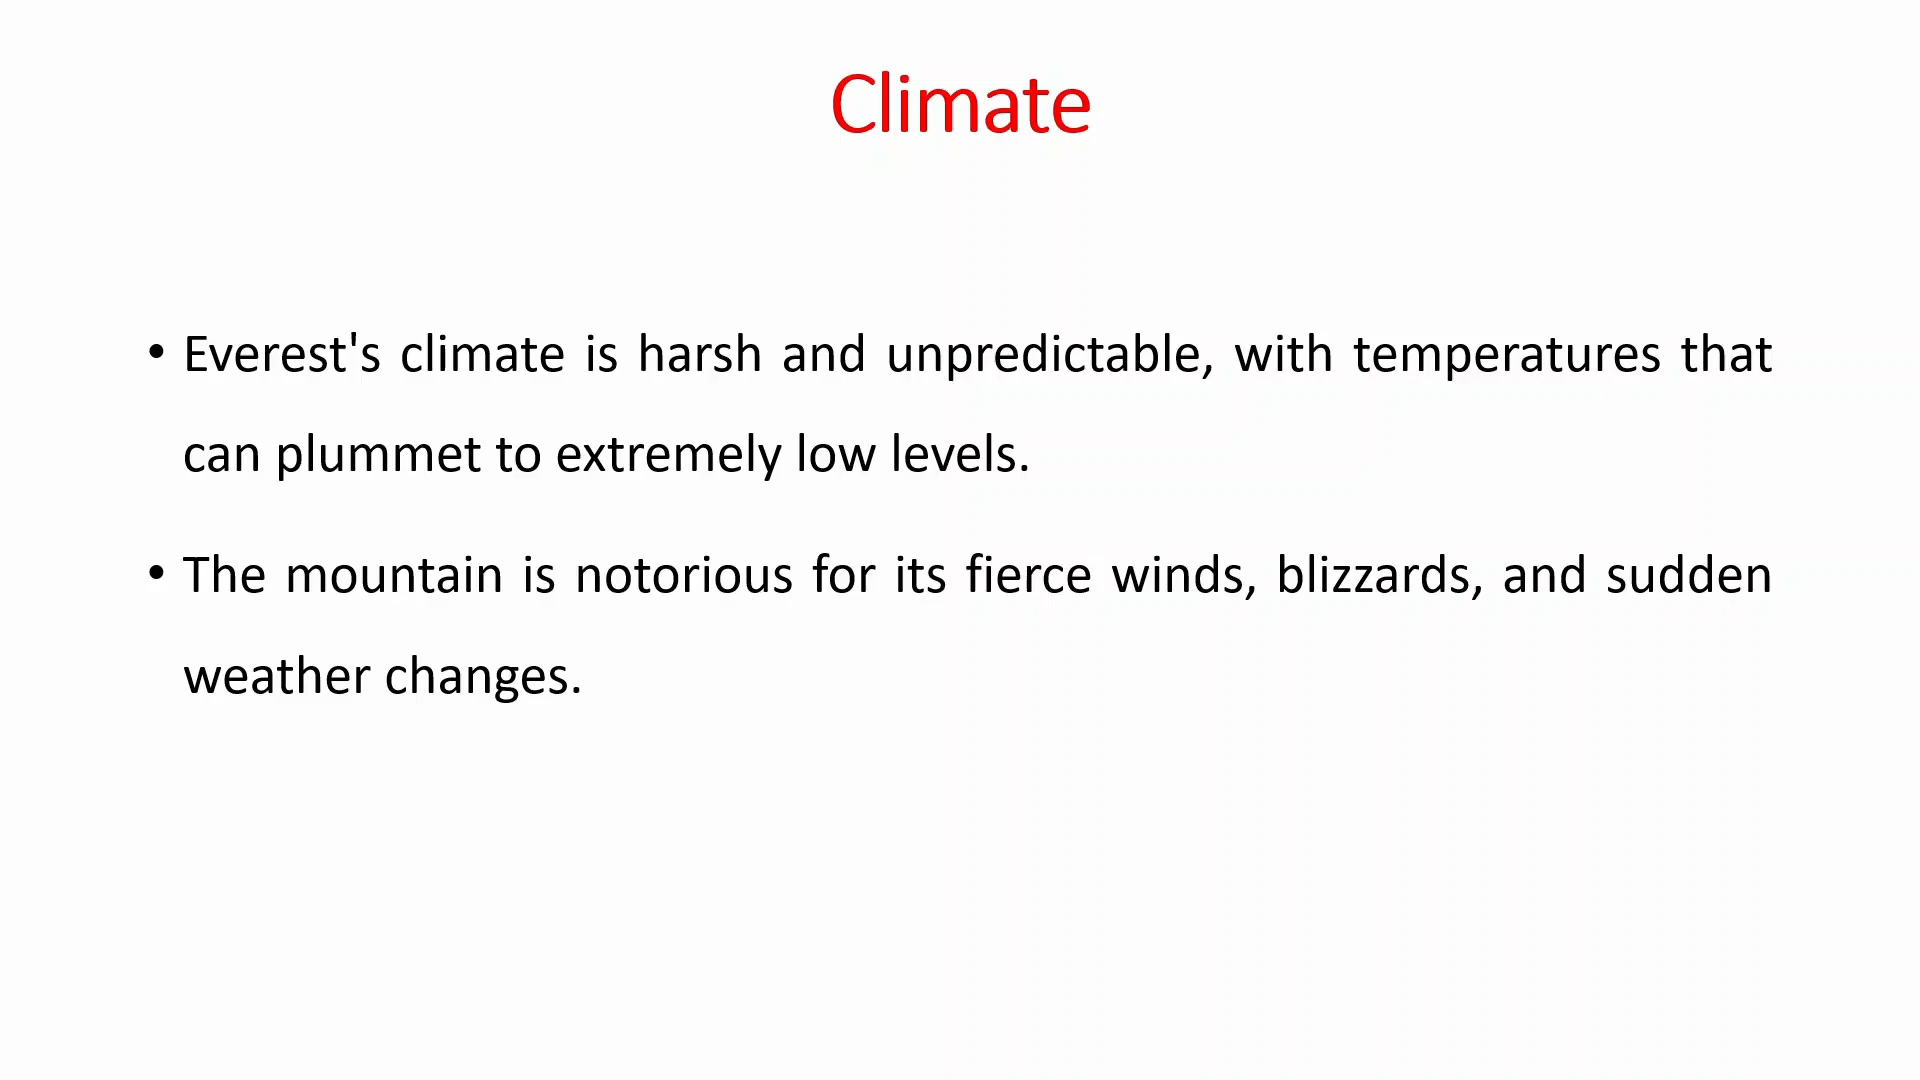 Climate
• Everest's climate is harsh and unpredictable, with temperatures that
can plummet to extremely low levels.
• The mountain is notorious for its fierce winds, blizzards, and sudden
weather changes.